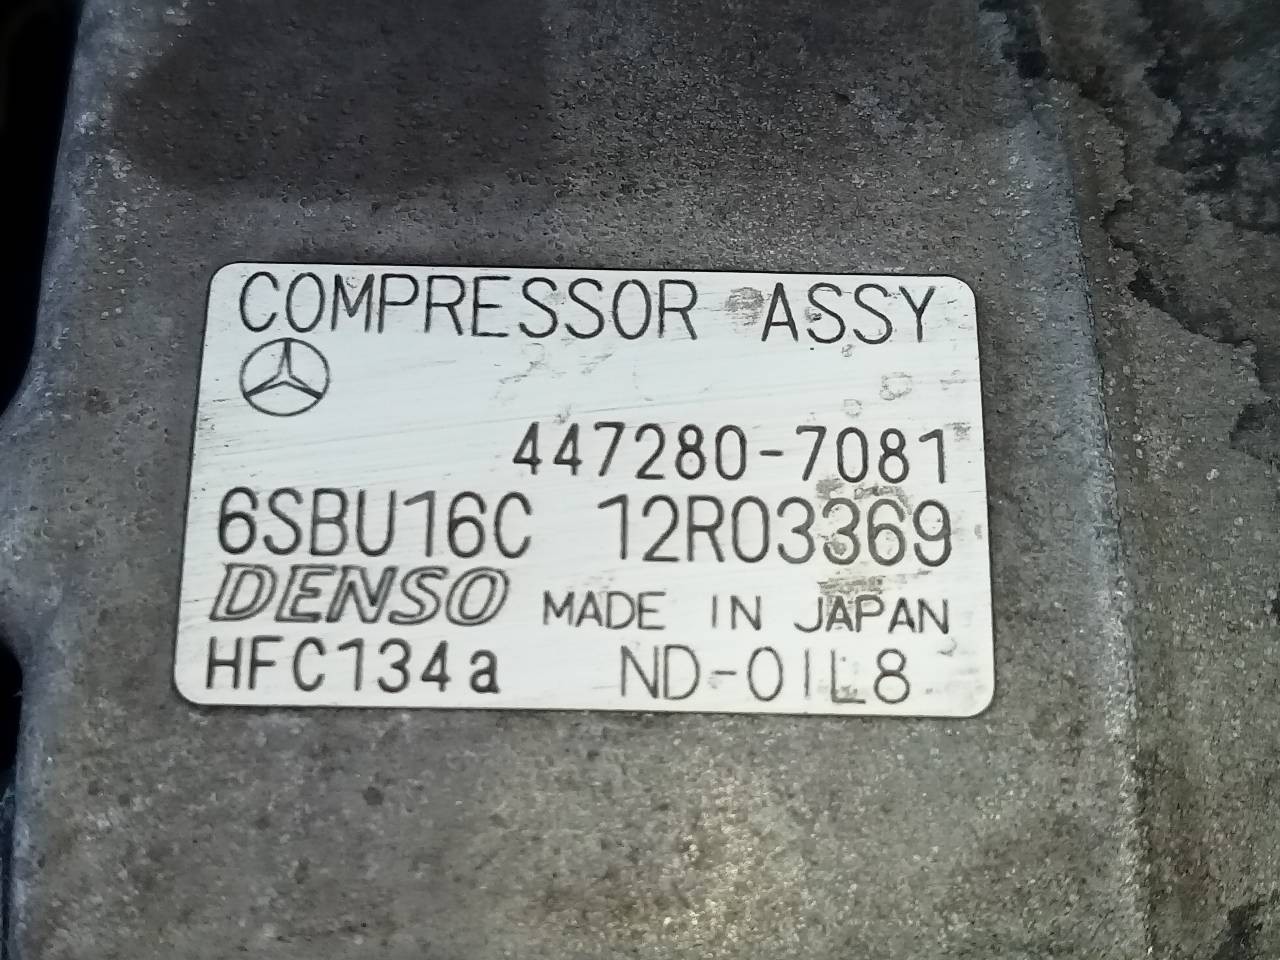 COMPRESSOR ASSY
447280-7081
6SBU16C 12R03369
DENSO MADE IN JAPAN
HFC134a ND-OIL8